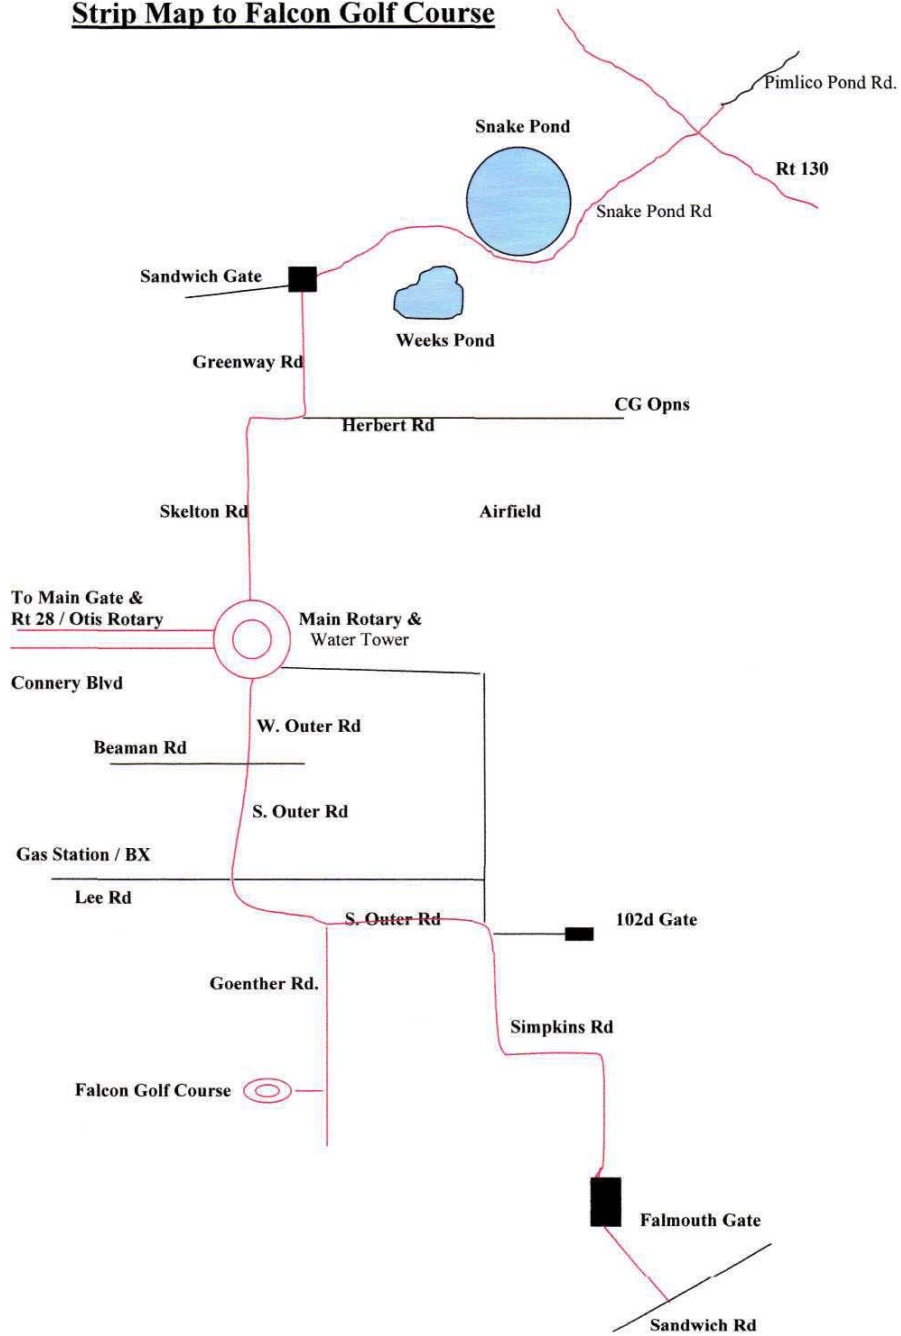 Strip Map to Falcon Golf Course
Pimlico Pond Rd.
Snake Pond
Rt 130
Snake Pond Rd
Sandwich Gate
Weeks Pond
Greenway Rd
CG Opns
Herbert Rd
Skelton Rd
Airfield
To Main Gate &
Rt 28 / Otis Rotary
Main Rotary &
Water Tower
Connery Blvd
W. Outer Rd
Beaman Rd
S. Outer Rd
Gas Station / BX
Lee Rd
S. Outer Rd
102d Gate
Goenther Rd.
Simpkins Rd
Falcon Golf Course
Falmouth Gate
Sandwich Rd